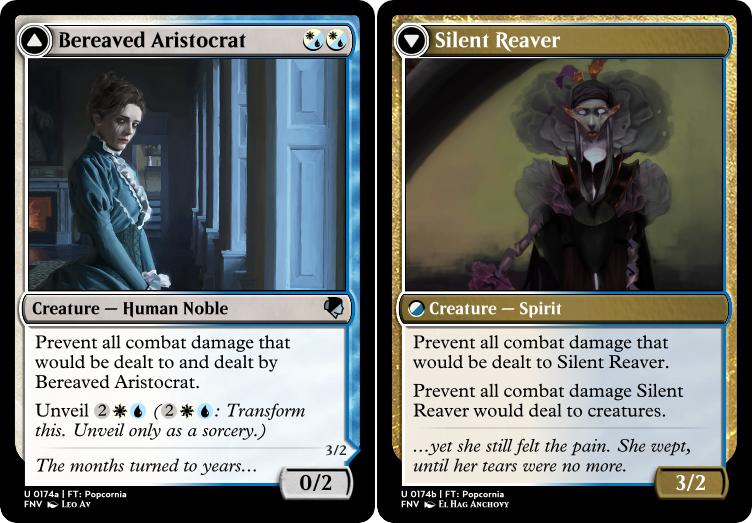 Bereaved Aristocrat
Creature — Human Noble
Prevent all combat damage that
would be dealt to and dealt by
Bereaved Aristocrat.
Unveil 2 (2: Transform
this. Unveil only as a sorcery.)
3/2
The months turned to years…
0/2
U 0174a | FT: Popcornia
FNV Leo Av
Silent Reaver
Creature — Spirit
Prevent all combat damage that
would be dealt to Silent Reaver.
Prevent all combat damage Silent
Reaver would deal to creatures.
…yet she still felt the pain. She wept,
until her tears were no more.
3/2
U 0174b | FT: Popcornia
FNV El Hag Anchovy